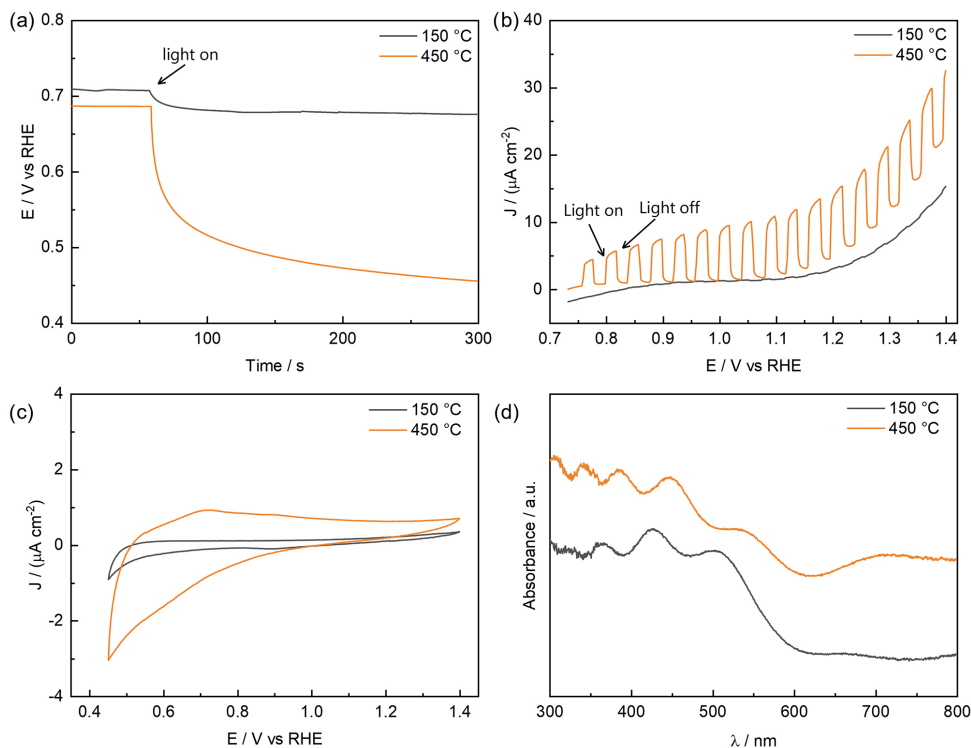 (a)
0.8
0.7
0.6
0.5
0.4
E / V vs RHE
light on
150 °C
450 °C
0
100
200
300
Time / s
(b)
40
30
20
10
0
J / (μA cm⁻²)
150 °C
450 °C
Light on
Light off
0.7
0.8
0.9
1.0
1.1
1.2
1.3
1.4
E / V vs RHE
(c)
4
2
0
-2
-4
J / (μA cm⁻²)
150 °C
450 °C
0.4
0.6
0.8
1.0
1.2
1.4
E / V vs RHE
(d)
Absorbance / a.u.
150 °C
450 °C
300
400
500
600
700
800
λ / nm